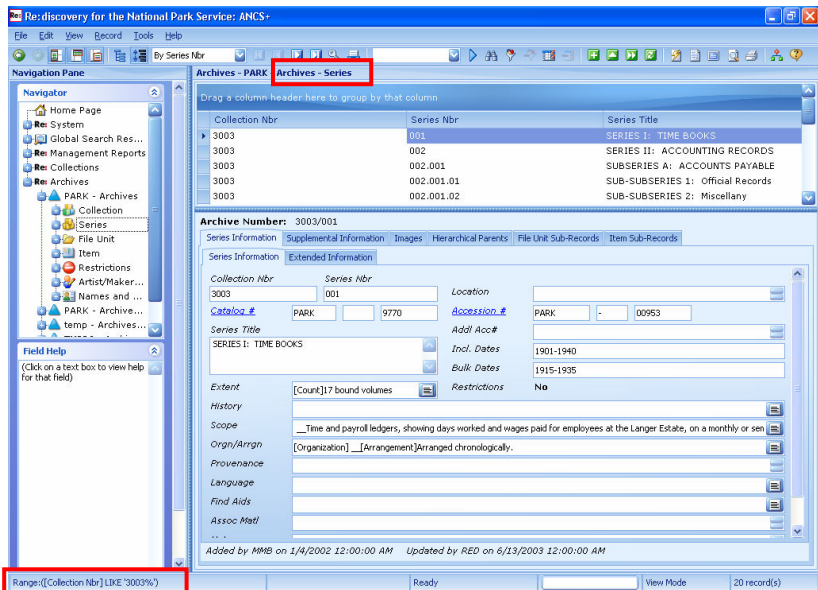 Re: Re:discovery for the National Park Service: ANCS+
File Edit View Record Tools Help
By Series Nbr
Navigation Pane
Archives - PARK - Archives - Series
Navigator
Home Page
Re: System
Global Search Res...
Re: Management Reports
Re: Collections
Re: Archives
PARK - Archives
Collection
Series
File Unit
Item
Restrictions
Artist/Maker...
Names and ...
PARK - Archive...
temp - Archives...
Field Help
(Click on a text box to view help for that field)
Drag a column header here to group by that column
Collection Nbr Series Nbr Series Title
3003 001 SERIES I: TIME BOOKS
3003 002 SERIES II: ACCOUNTING RECORDS
3003 002.001 SUBSERIES A: ACCOUNTS PAYABLE
3003 002.001.01 SUB-SUBSERIES 1: Official Records
3003 002.001.02 SUB-SUBSERIES 2: Miscellany
Archive Number: 3003/001
Series Information Supplemental Information Images Hierarchical Parents File Unit Sub-Records Item Sub-Records
Series Information Extended Information
Collection Nbr Series Nbr
3003 001 Location
Catalog # PARK 9770 Accession # PARK - 00953
Series Title Addl Acc#
SERIES I: TIME BOOKS Incl. Dates 1901-1940
Bulk Dates 1915-1935
Extent [Count]17 bound volumes Restrictions No
History
Scope __Time and payroll ledgers, showing days worked and wages paid for employees at the Langer Estate, on a monthly or sen
Orgn/Arrgn [Organization] __[Arrangement]Arranged chronologically.
Provenance
Language
Find Aids
Assoc Matl
Added by MMB on 1/4/2002 12:00:00 AM Updated by RED on 6/13/2003 12:00:00 AM
Range:([Collection Nbr] LIKE '3003%') Ready View Mode 20 record(s)